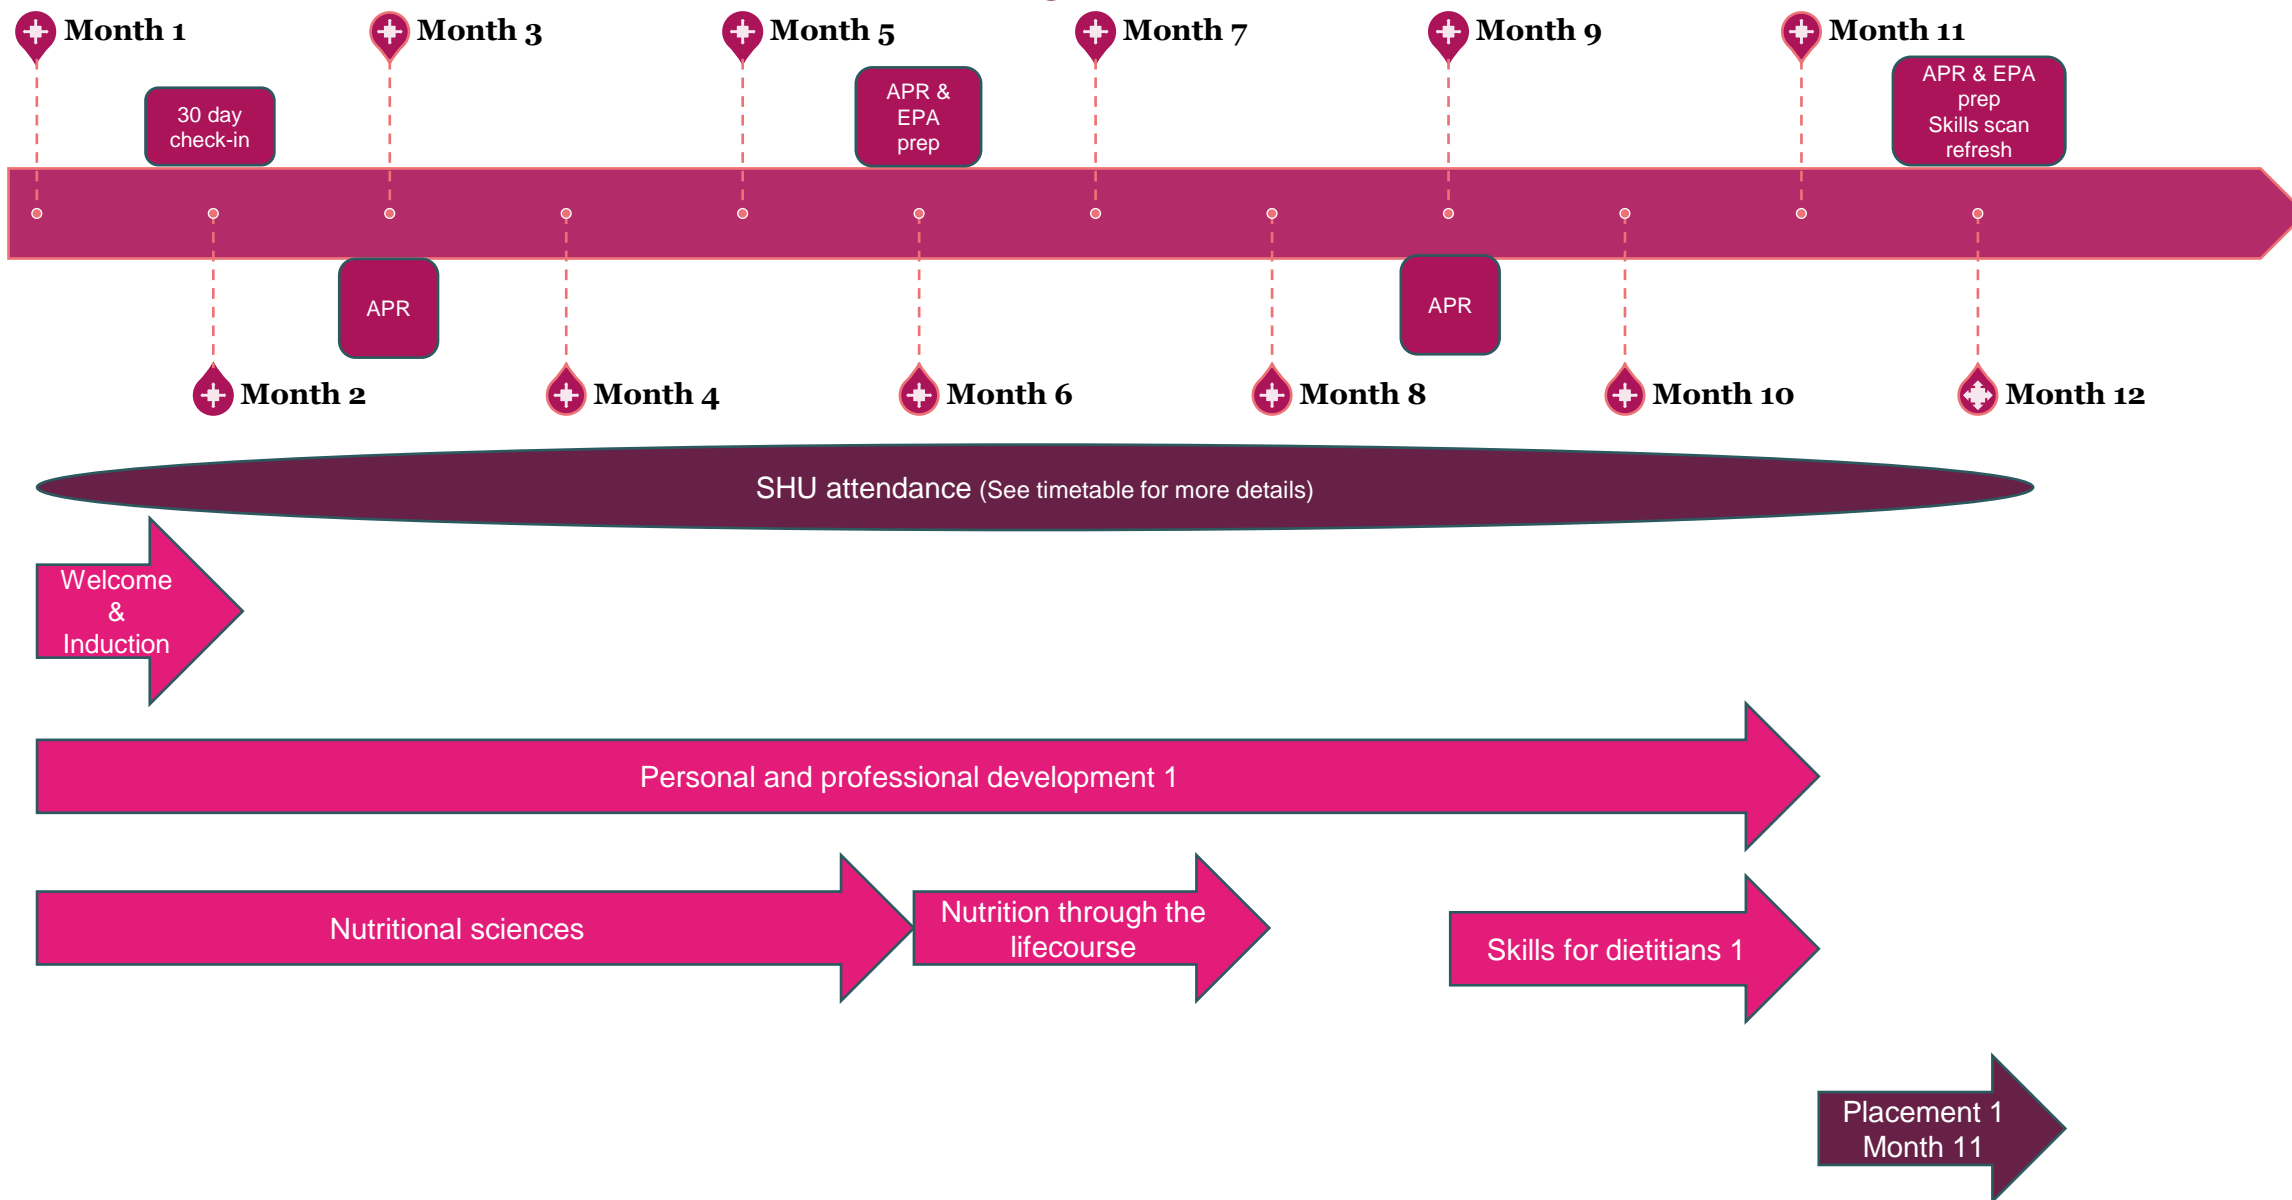 Month 1
Month 3
Month 5
Month 7
Month 9
Month 11
30 day
check-in
APR &
EPA
prep
APR & EPA
prep
Skills scan
refresh
APR
APR
Month 2
Month 4
Month 6
Month 8
Month 10
Month 12
SHU attendance (See timetable for more details)
Welcome
&
Induction
Personal and professional development 1
Nutritional sciences
Nutrition through the
lifecourse
Skills for dietitians 1
Placement 1
Month 11